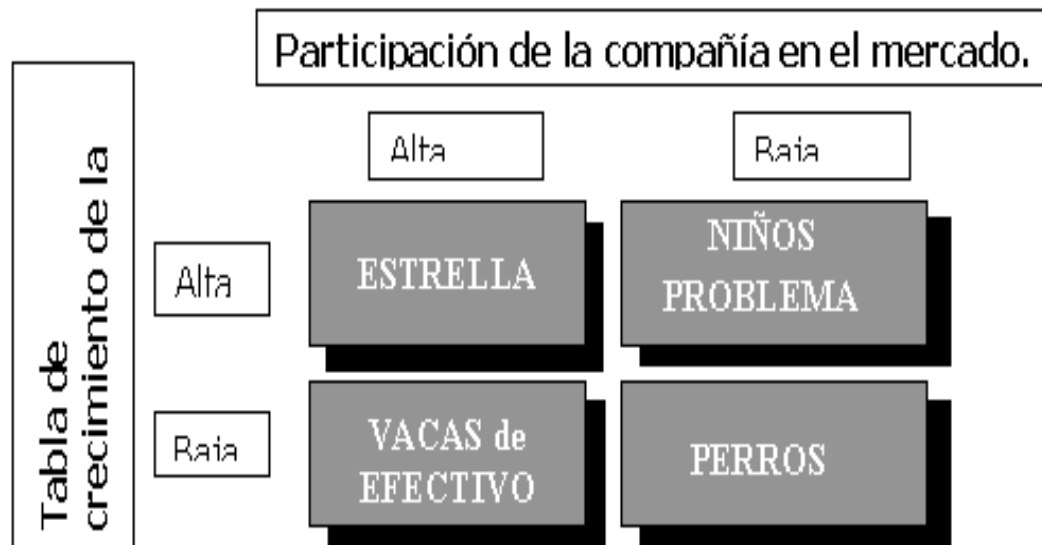 Participación de la compañía en el mercado.
Alta
Baja
Tabla de
crecimiento de la
Alta
ESTRELLA
NIÑOS
PROBLEMA
Baja
VACAS de
EFECTIVO
PERROS